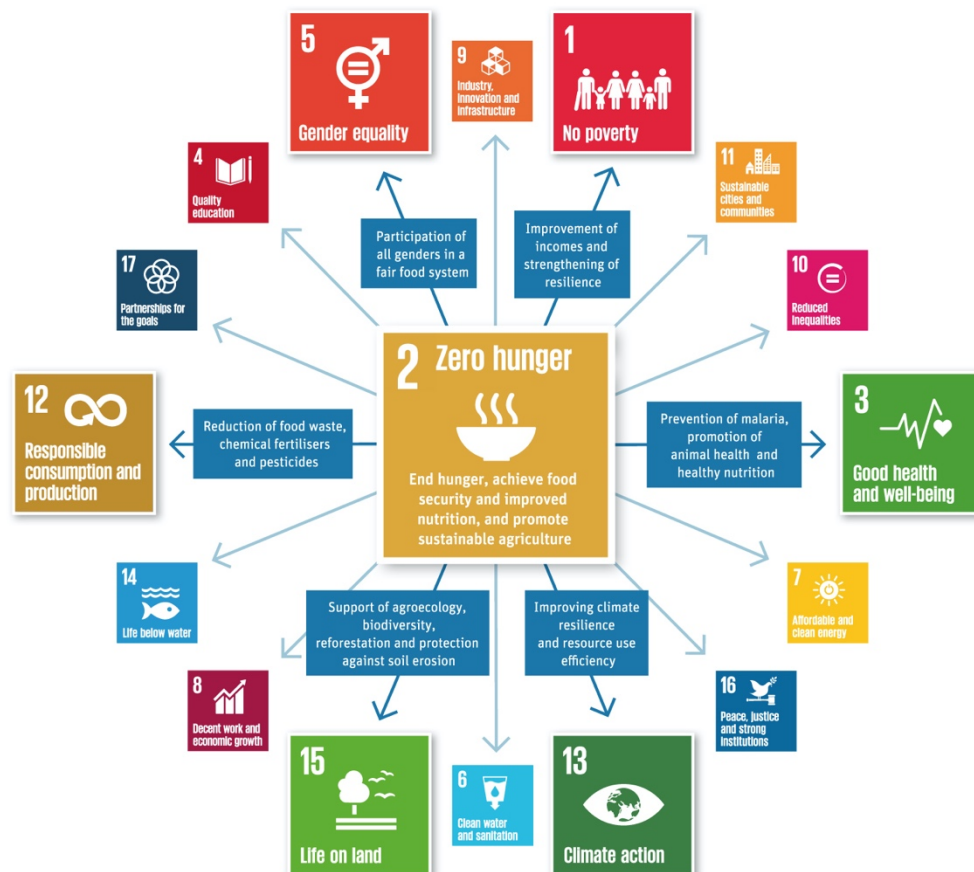 5
Gender equality
9
Industry,
Innovation and
Infrastructure
1
No poverty
4
Quality
education
11
Sustainable
cities and
communities
Participation of
all genders in a
fair food system
Improvement of
incomes and
strengthening of
resilience
17
Partnerships for
the goals
10
Reduced
Inequalities
2 Zero hunger
End hunger, achieve food
security and improved
nutrition, and promote
sustainable agriculture
12
Responsible
consumption and
production
Reduction of food waste,
chemical fertilisers
and pesticides
Prevention of malaria,
promotion of
animal health and
healthy nutrition
3
Good health
and well-being
14
Life below water
7
Affordable and
clean energy
Support of agroecology,
biodiversity,
reforestation and protection
against soil erosion
Improving climate
resilience
and resource use
efficiency
8
Decent work and
economic growth
16
Peace, justice
and strong
institutions
15
Life on land
6
Clean water
and sanitation
13
Climate action